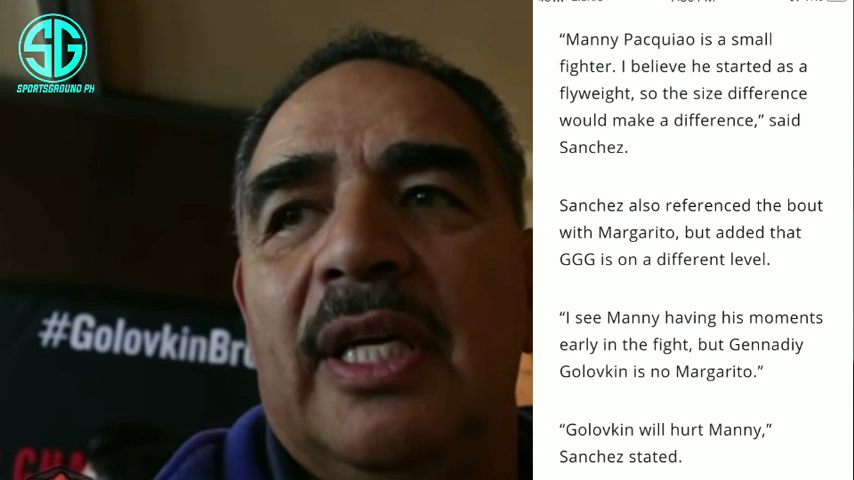 SG
SPORTSGROUND PH
#GolovkinBro
“Manny Pacquiao is a small
fighter. I believe he started as a
flyweight, so the size difference
would make a difference,” said
Sanchez.
Sanchez also referenced the bout
with Margarito, but added that
GGG is on a different level.
“I see Manny having his moments
early in the fight, but Gennadiy
Golovkin is no Margarito.”
“Golovkin will hurt Manny,”
Sanchez stated.